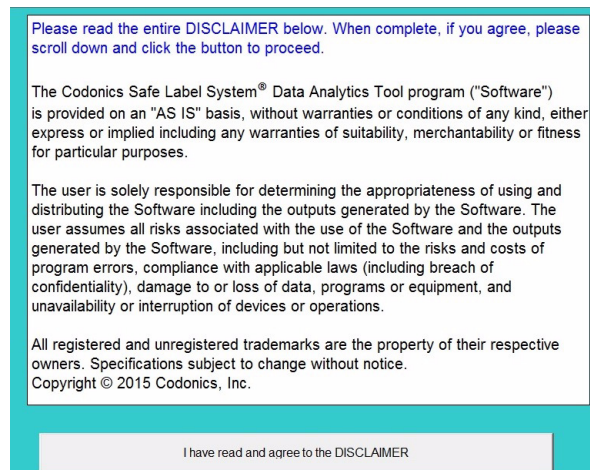 Please read the entire DISCLAIMER below. When complete, if you agree, please
scroll down and click the button to proceed.
The Codonics Safe Label System® Data Analytics Tool program ("Software")
is provided on an "AS IS" basis, without warranties or conditions of any kind, either
express or implied including any warranties of suitability, merchantability or fitness
for particular purposes.
The user is solely responsible for determining the appropriateness of using and
distributing the Software including the outputs generated by the Software. The
user assumes all risks associated with the use of the Software and the outputs
generated by the Software, including but not limited to the risks and costs of
program errors, compliance with applicable laws (including breach of
confidentiality), damage to or loss of data, programs or equipment, and
unavailability or interruption of devices or operations.
All registered and unregistered trademarks are the property of their respective
owners. Specifications subject to change without notice.
Copyright © 2015 Codonics, Inc.
I have read and agree to the DISCLAIMER